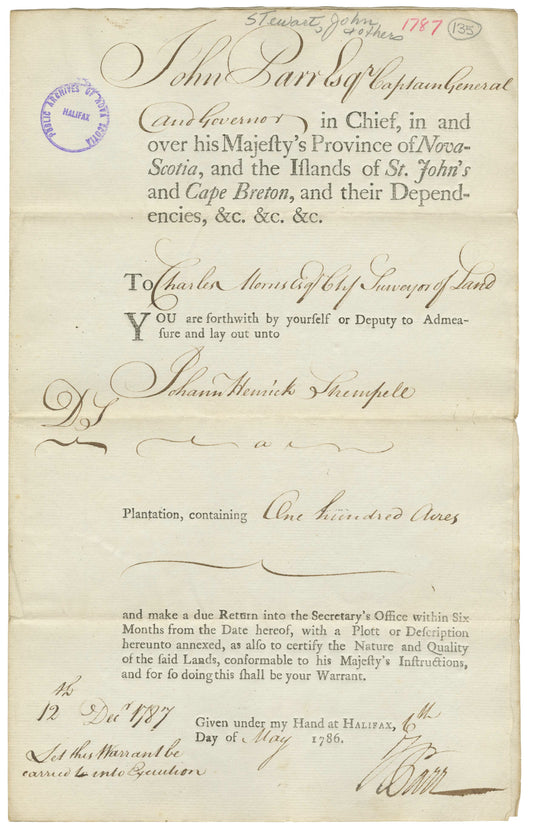 Stewart, John
& others
1787
135
PUBLIC ARCHIVES OF NOVA SCOTIA
HALIFAX
John Parr Esqr. Captain General
and Governor in Chief, in and
over his Majeſty's Province of Nova-
Scotia, and the Iſlands of St. John's
and Cape Breton, and their Depend-
encies, &c. &c. &c.
To Charles Morris Esqr. Chf Surveyor of Land
YOU are forthwith by yourſelf or Deputy to Admea-
ſure and lay out unto
Johann Henrick Strempell
DS
a
Plantation, containing One hündred Acres
and make a due Return into the Secretary's Office within Six
Months from the Date hereof, with a Plott or Deſcription
hereunto annexed, as alſo to certify the Nature and Quality
of the ſaid Lands, conformable to his Majeſty's Inſtructions,
and for ſo doing this ſhall be your Warrant.
12th Decr 1787
Given under my Hand at HALIFAX, 6th
Day of May 1786.
Let this Warrant be
carried into Execution
Parr